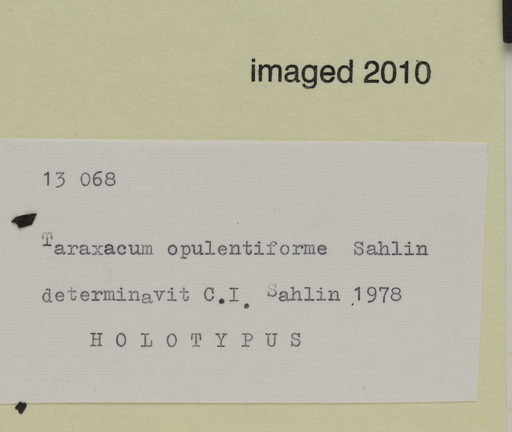 imaged 2010
13 068
Taraxacum opulentiforme Sahlin
determinavit C.I. Sahlin 1978
H O L O T Y P U S